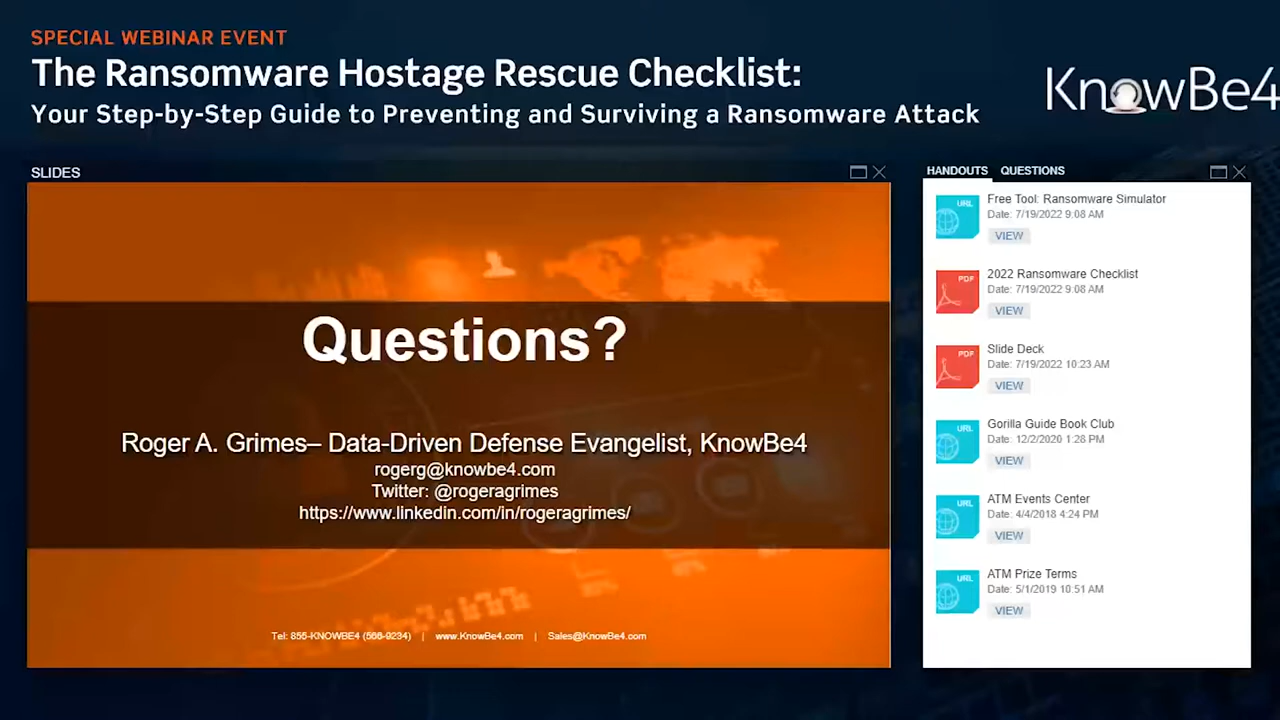 SPECIAL WEBINAR EVENT
The Ransomware Hostage Rescue Checklist:
Your Step-by-Step Guide to Preventing and Surviving a Ransomware Attack
KnowBe4
SLIDES
Questions?
Roger A. Grimes– Data-Driven Defense Evangelist, KnowBe4
rogerg@knowbe4.com
Twitter: @rogeragrimes
https://www.linkedin.com/in/rogeragrimes/
Tel: 855-KNOWBE4 (566-9234) | www.KnowBe4.com | Sales@KnowBe4.com
HANDOUTS QUESTIONS
URL
Free Tool: Ransomware Simulator
Date: 7/19/2022 9:08 AM
VIEW
PDF
2022 Ransomware Checklist
Date: 7/19/2022 9:08 AM
VIEW
PDF
Slide Deck
Date: 7/19/2022 10:23 AM
VIEW
URL
Gorilla Guide Book Club
Date: 12/2/2020 1:28 PM
VIEW
URL
ATM Events Center
Date: 4/4/2018 4:24 PM
VIEW
URL
ATM Prize Terms
Date: 5/1/2019 10:51 AM
VIEW